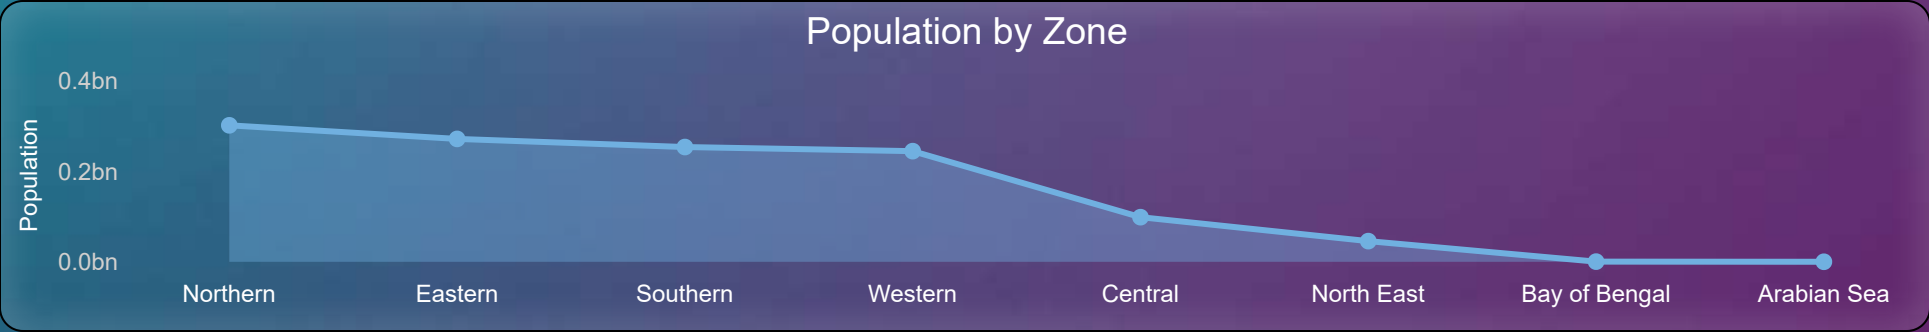 Population by Zone
Population
0.4bn
0.2bn
0.0bn
Northern
Eastern
Southern
Western
Central
North East
Bay of Bengal
Arabian Sea